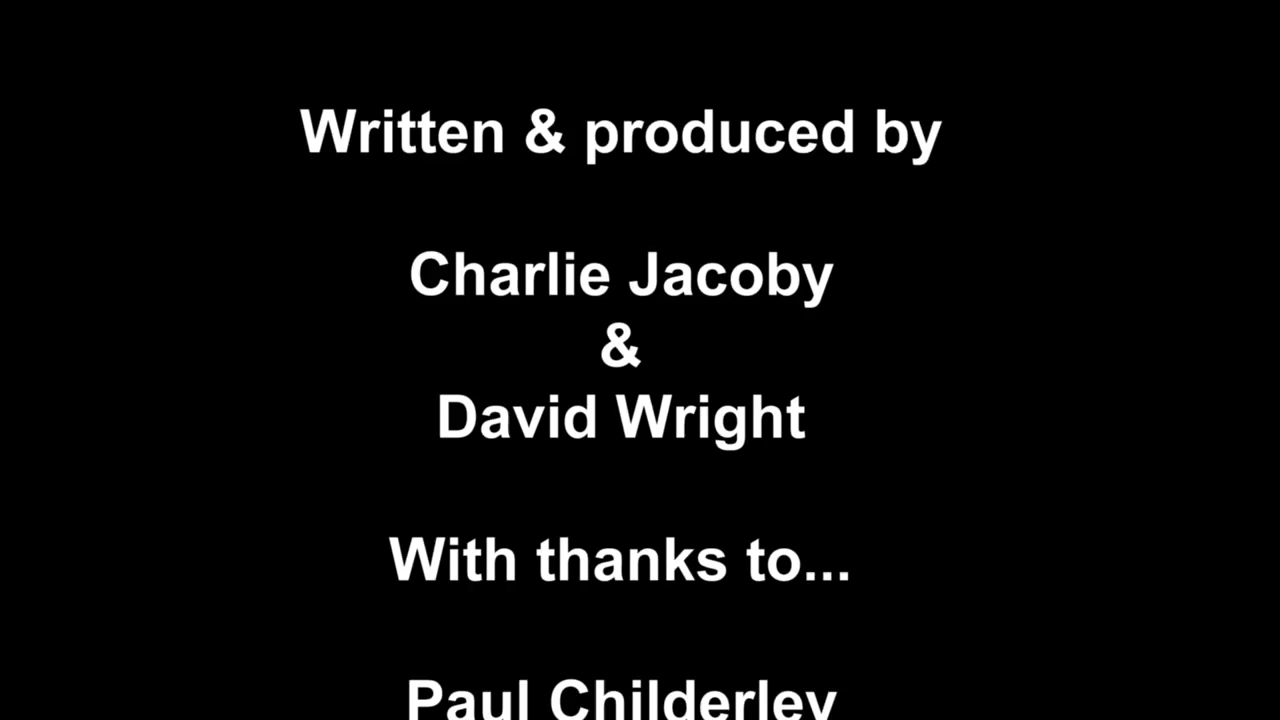 Written & produced by
Charlie Jacoby
&
David Wright
With thanks to...
Paul Childerley